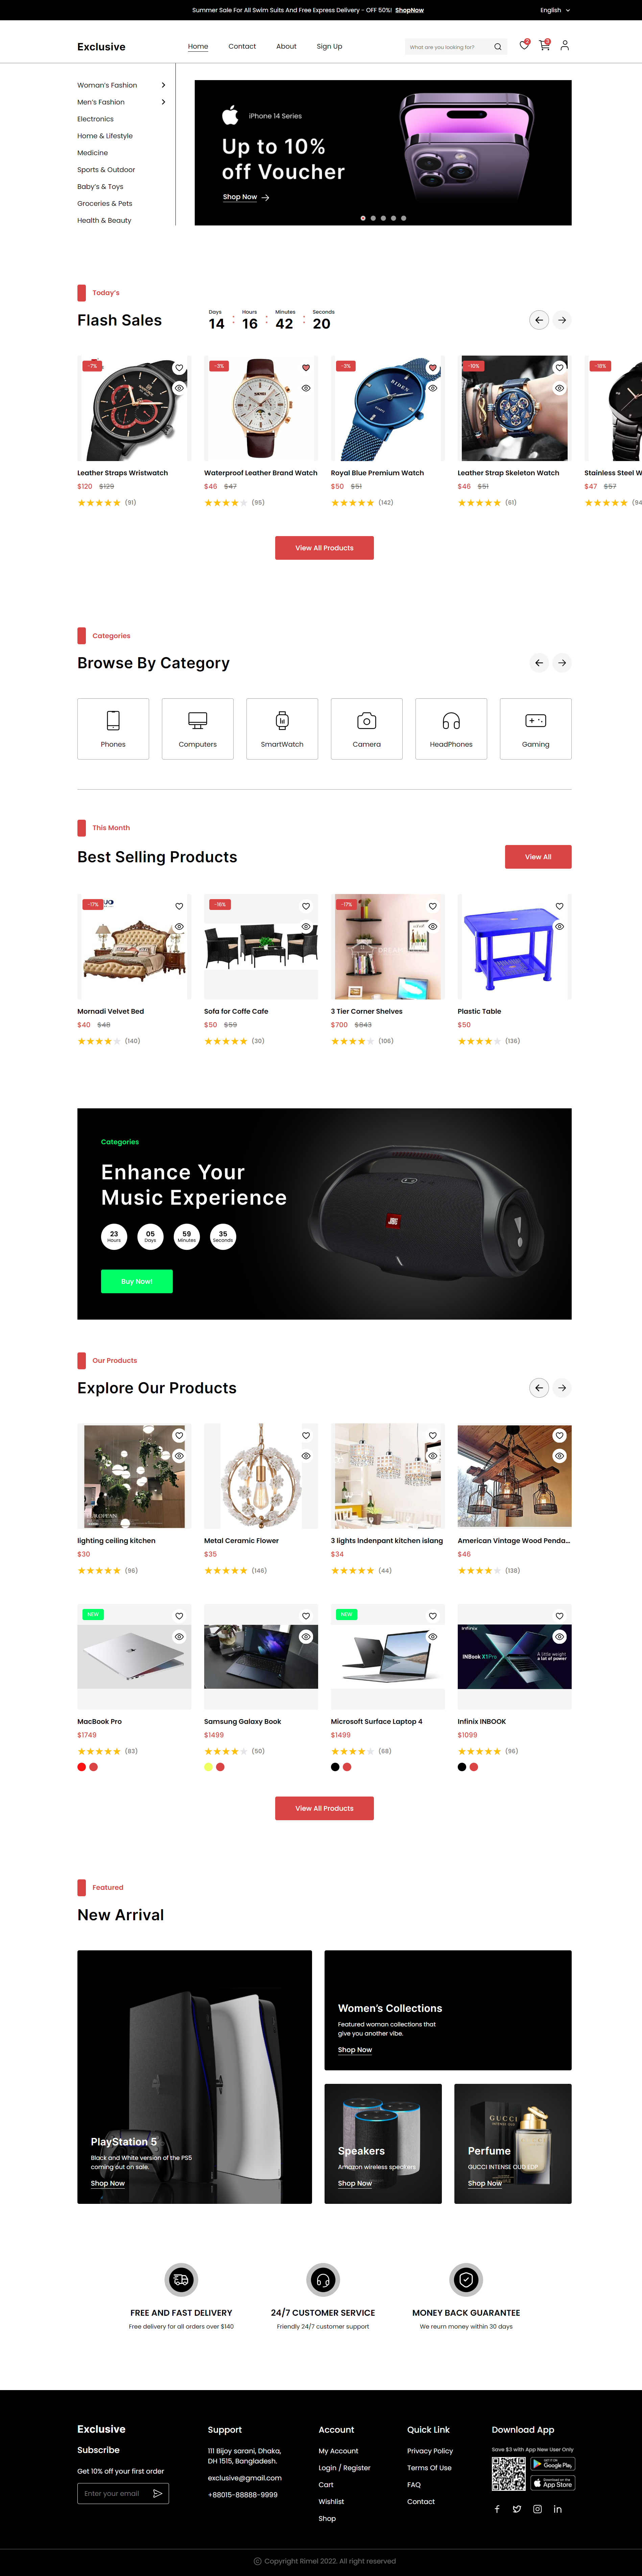 Summer Sale For All Swim Suits And Free Express Delivery - OFF 50%! ShopNow
English
Exclusive
Home
Contact
About
Sign Up
What are you looking for?
Woman's Fashion
Men's Fashion
Electronics
Home & Lifestyle
Medicine
Sports & Outdoor
Baby's & Toys
Groceries & Pets
Health & Beauty
iPhone 14 Series
Up to 10%
off Voucher
Shop Now
Today's
Flash Sales
Days Hours Minutes Seconds
14 : 16 : 42 : 20
-7%
-3%
-3%
-10%
Leather Straps Wristwatch
$120 $129
(91)
Waterproof Leather Brand Watch
$46 $47
(95)
Royal Blue Premium Watch
$50 $51
(142)
Leather Strap Skeleton Watch
$46 $51
(61)
Stainless Steel W
$47 $57
(94
View All Products
Categories
Browse By Category
Phones
Computers
SmartWatch
Camera
HeadPhones
Gaming
This Month
Best Selling Products
View All
-17%
-16%
-17%
Mornadi Velvet Bed
$40 $48
(140)
Sofa for Coffe Cafe
$50 $59
(30)
3 Tier Corner Shelves
$700 $843
(106)
Plastic Table
$50
(136)
Categories
Enhance Your
Music Experience
23 05 59 35
Hours Days Minutes Seconds
JBL
Buy Now!
Our Products
Explore Our Products
lighting ceiling kitchen
$30
(96)
Metal Ceramic Flower
$35
(146)
3 lights Indenpant kitchen islang
$34
(44)
American Vintage Wood Penda...
$46
(138)
NEW
NEW
Infinix
INBook X1Pro
A little weight
a lot of power
MacBook Pro
$1749
(83)
Samsung Galaxy Book
$1499
(50)
Microsoft Surface Laptop 4
$1499
(68)
Infinix INBOOK
$1099
(96)
View All Products
Featured
New Arrival
PlayStation 5
Black and White version of the PS5
coming out on sale.
Shop Now
Women's Collections
Featured woman collections that
give you another vibe.
Shop Now
Speakers
Amazon wireless speakers
Shop Now
GUCCI
Perfume
GUCCI INTENSE OUD EDP
Shop Now
FREE AND FAST DELIVERY
Free delivery for all orders over $140
24/7 CUSTOMER SERVICE
Friendly 24/7 customer support
MONEY BACK GUARANTEE
We reurn money within 30 days
Exclusive
Subscribe
Get 10% off your first order
Enter your email
Support
111 Bijoy sarani, Dhaka,
DH 1515, Bangladesh.
exclusive@gmail.com
+88015-88888-9999
Account
My Account
Login / Register
Cart
Wishlist
Shop
Quick Link
Privacy Policy
Terms Of Use
FAQ
Contact
Download App
Save $3 with App New User Only
GET IT ON
Google Play
Download on the
App Store
Copyright Rimel 2022. All right reserved